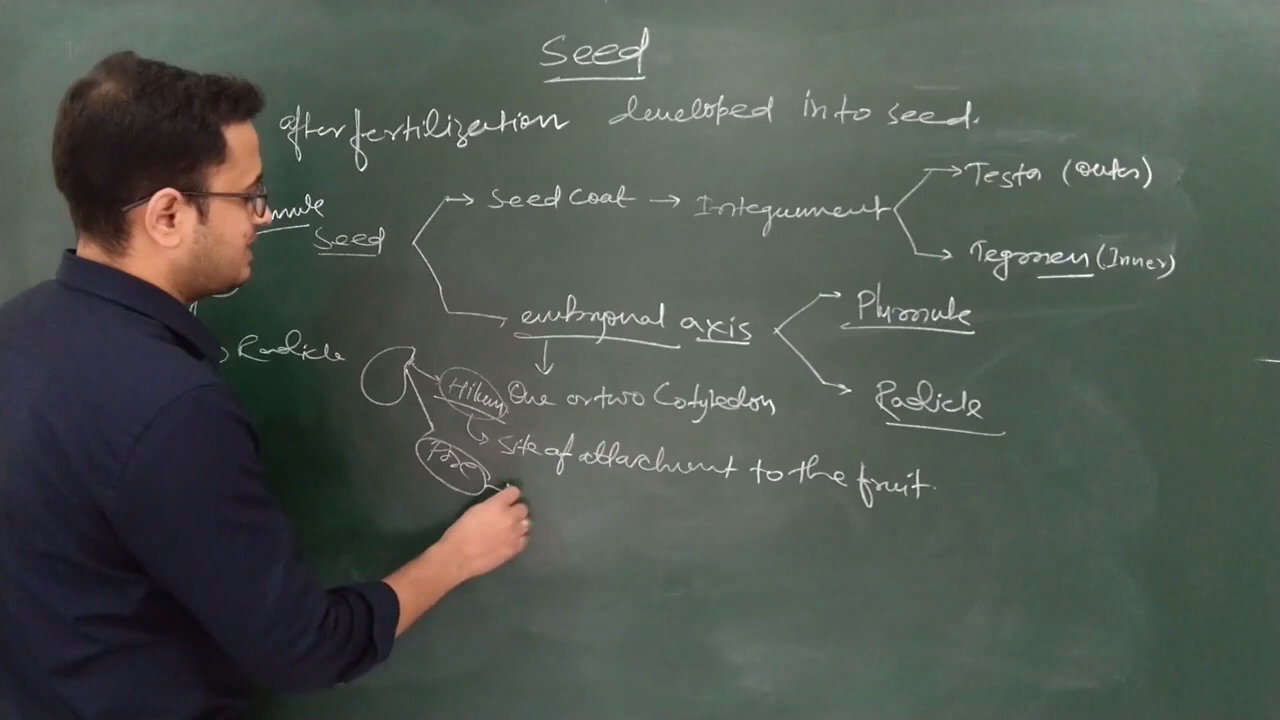 Seed
after fertilization developed into seed.
Seed → Seed coat → Integument → Testa (outer)
→ Tegmen (Inner)
→ embryonal axis → Plumule
→ Radicle
Radicle
Hilum One or two Cotyledon
→ Site of attachment to the fruit.
Pore